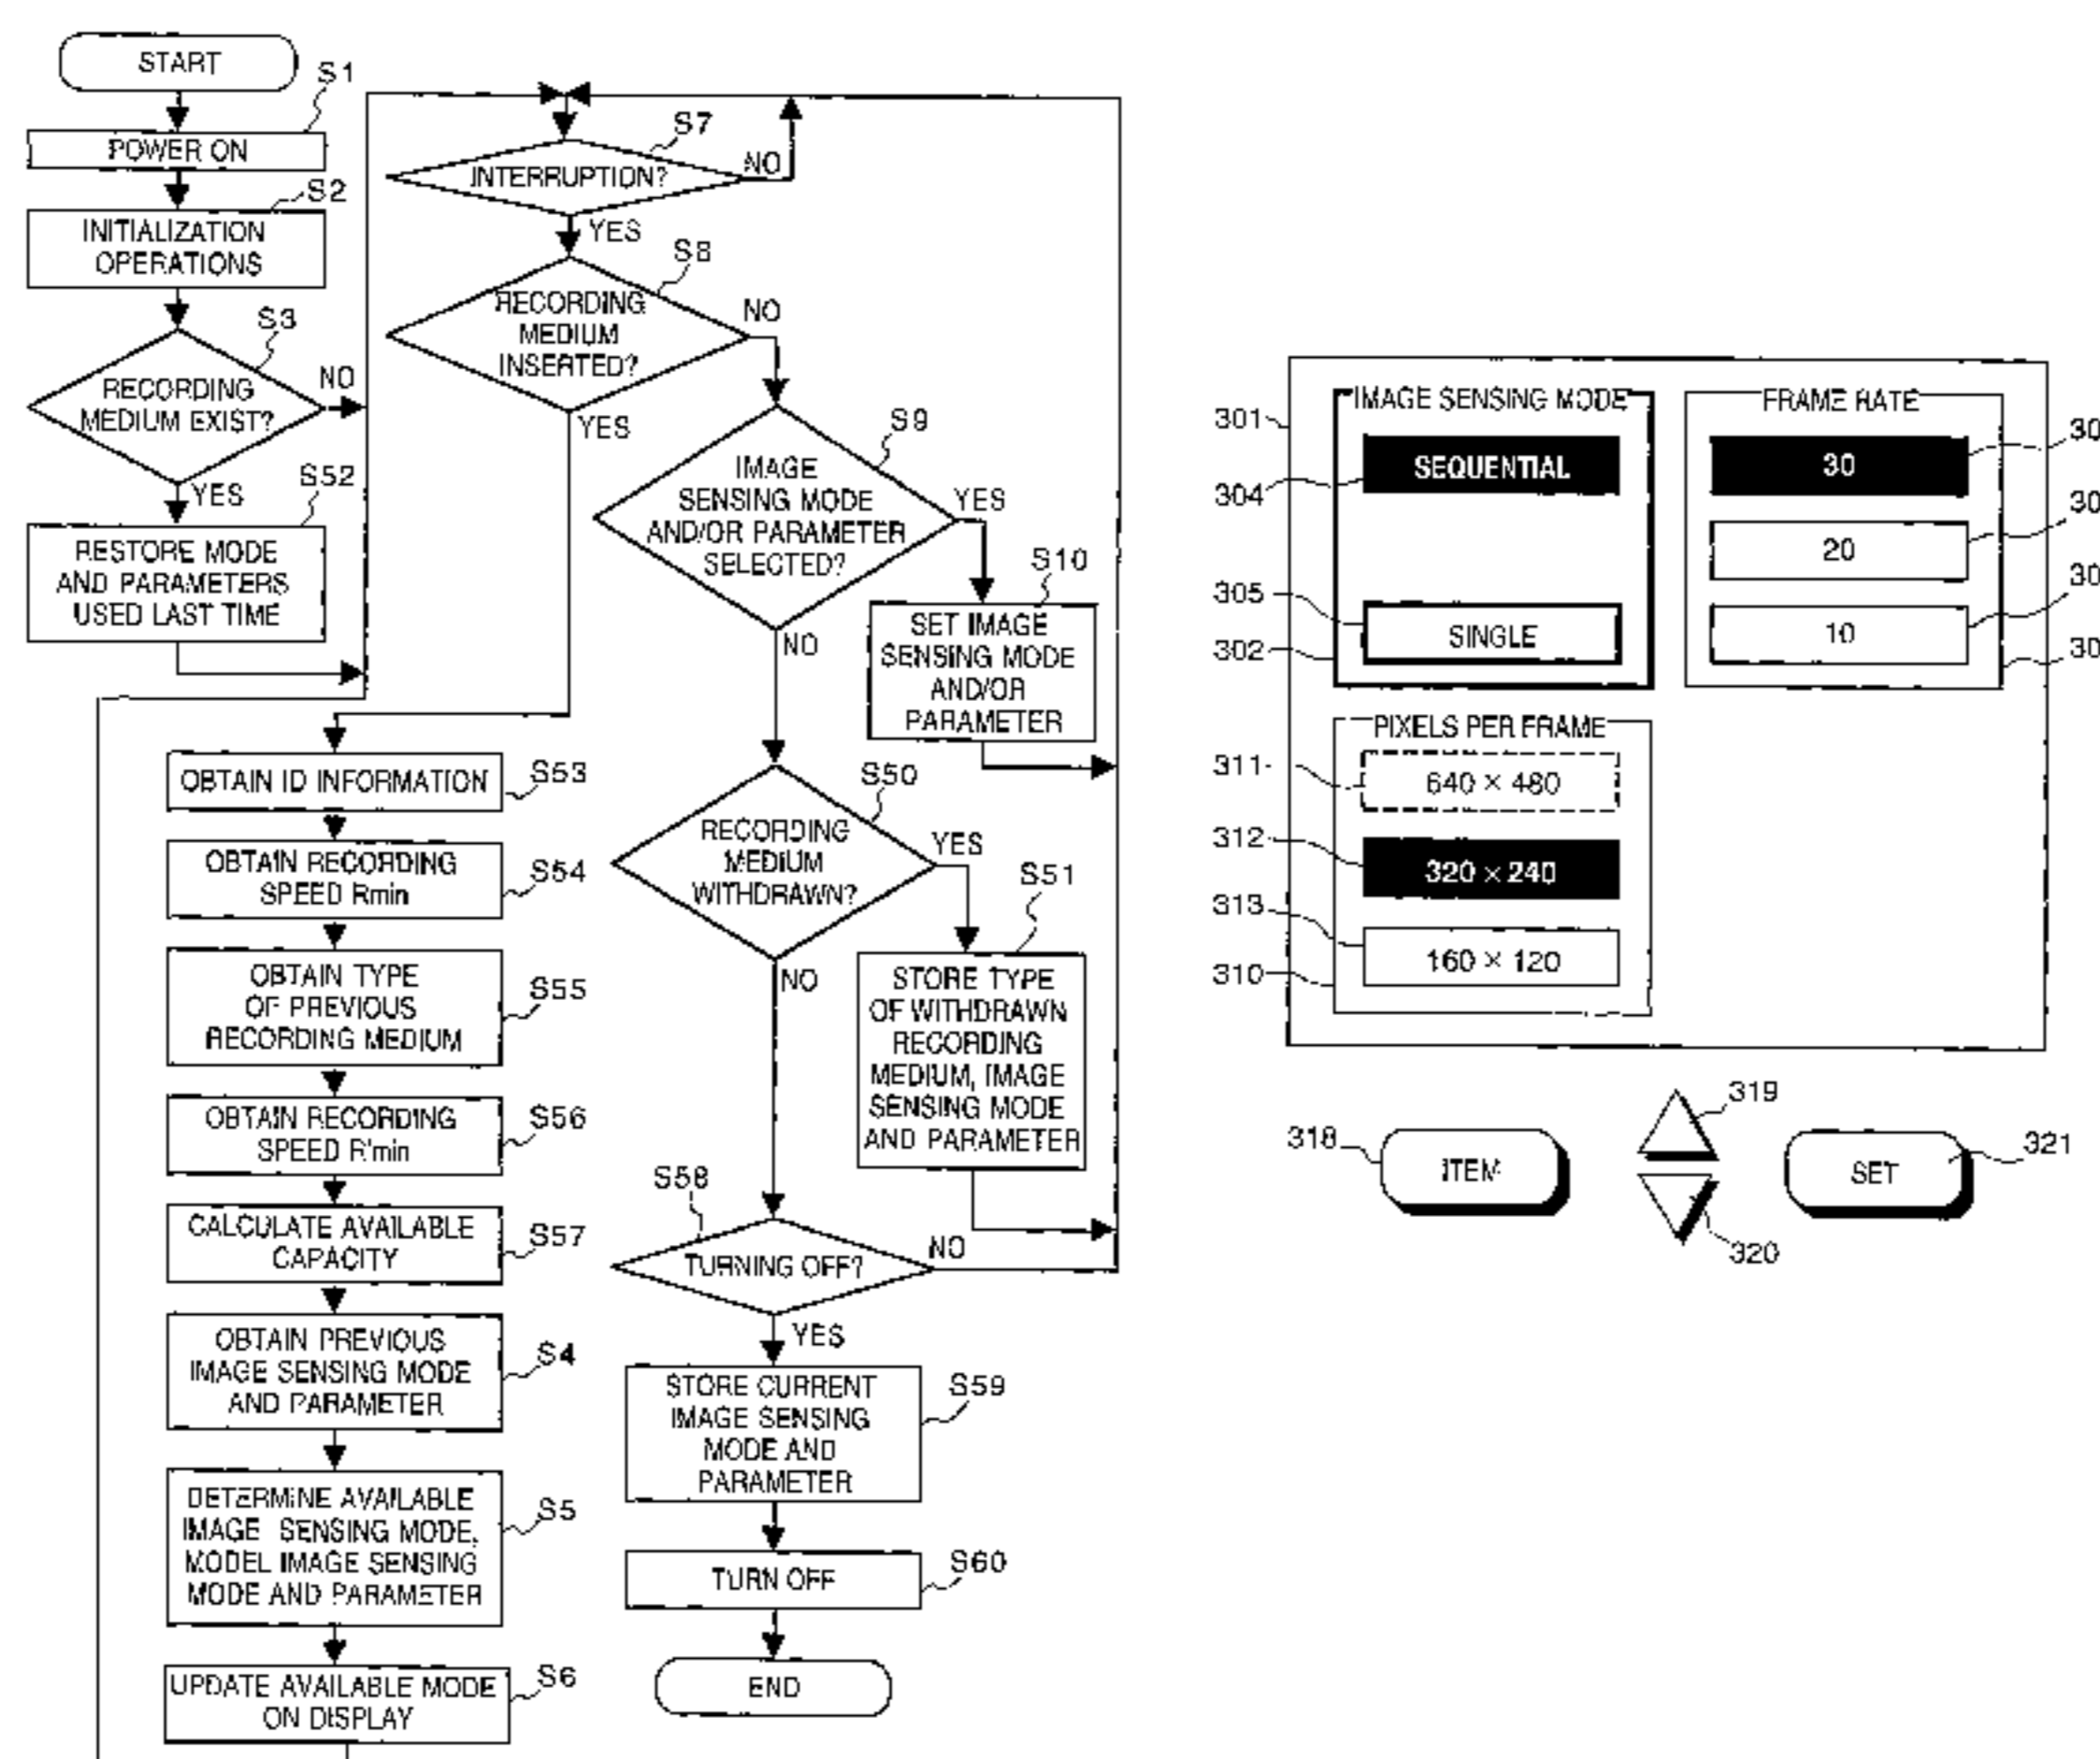 START
S1
POWER ON
S2
INITIALIZATION
OPERATIONS
S3
RECORDING
MEDIUM EXIST?
NO
YES
S52
RESTORE MODE
AND PARAMETERS
USED LAST TIME
S7
INTERRUPTION?
NO
YES
S8
RECORDING
MEDIUM
INSERTED?
NO
YES
S9
IMAGE
SENSING MODE
AND/OR PARAMETER
SELECTED?
YES
NO
S10
SET IMAGE
SENSING MODE
AND/OR
PARAMETER
OBTAIN ID INFORMATION
S53
OBTAIN RECORDING
SPEED Rmin
S54
OBTAIN TYPE
OF PREVIOUS
RECORDING MEDIUM
S55
OBTAIN RECORDING
SPEED R'min
S56
CALCULATE AVAILABLE
CAPACITY
S57
OBTAIN PREVIOUS
IMAGE SENSING MODE
AND PARAMETER
S4
DETERMINE AVAILABLE
IMAGE SENSING MODE,
MODEL IMAGE SENSING
MODE AND PARAMETER
S5
UPDATE AVAILABLE MODE
ON DISPLAY
S6
S50
RECORDING
MEDIUM
WITHDRAWN?
YES
NO
S51
STORE TYPE
OF WITHDRAWN
RECORDING
MEDIUM, IMAGE
SENSING MODE
AND PARAMETER
S58
TURNING OFF?
NO
YES
STORE CURRENT
IMAGE SENSING
MODE AND
PARAMETER
S59
TURN OFF
S60
END
IMAGE SENSING MODE
301
SEQUENTIAL
304
305
SINGLE
302
FRAME RATE
30
30
20
30
10
30
30
PIXELS PER FRAME
311
640 × 480
312
320 × 240
313
160 × 120
310
318
ITEM
319
320
SET
321